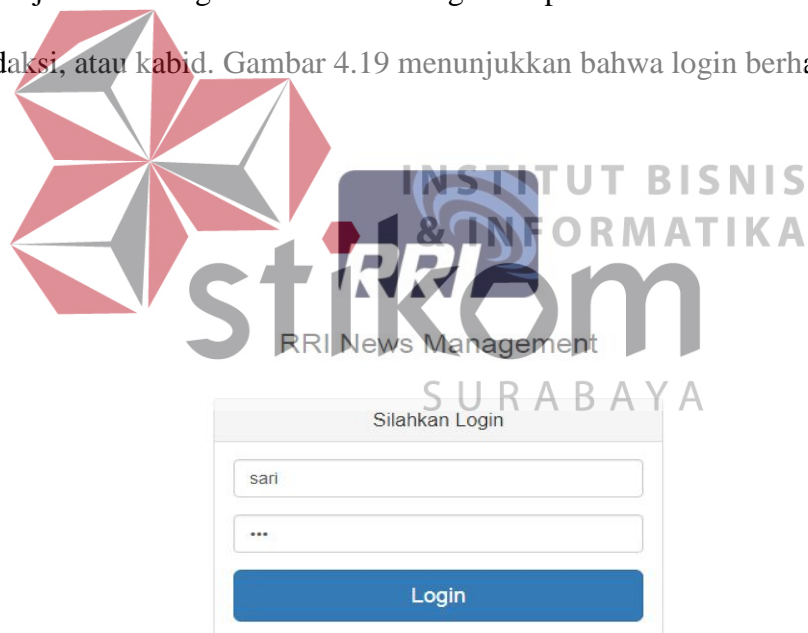 daksi, atau kabid. Gambar 4.19 menunjukkan bahwa login
INSTITUT BISNIS
& INFORMATIKA
RRI
stikom
RRI News Management
SURABAYA
Silahkan Login
sari
•••
Login